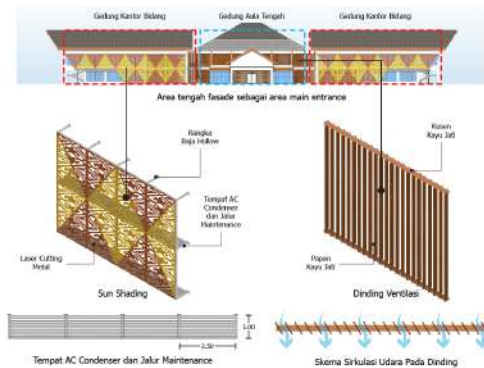 Gedung Kantor Bidang
Gedung Aula Tengah
Gedung Kantor Bidang
Area tengah fasade sebagai area main entrance
Rangka
Baja Hollow
Tempat AC
Condenser
dan Jalur
Maintenance
Laser Cutting
Metal
Sun Shading
Kusen
Kayu Jati
Papan
Kayu Jati
Dinding Ventilasi
1.00
2.50
Tempat AC Condenser dan Jalur Maintenance
Skema Sirkulasi Udara Pada Dinding